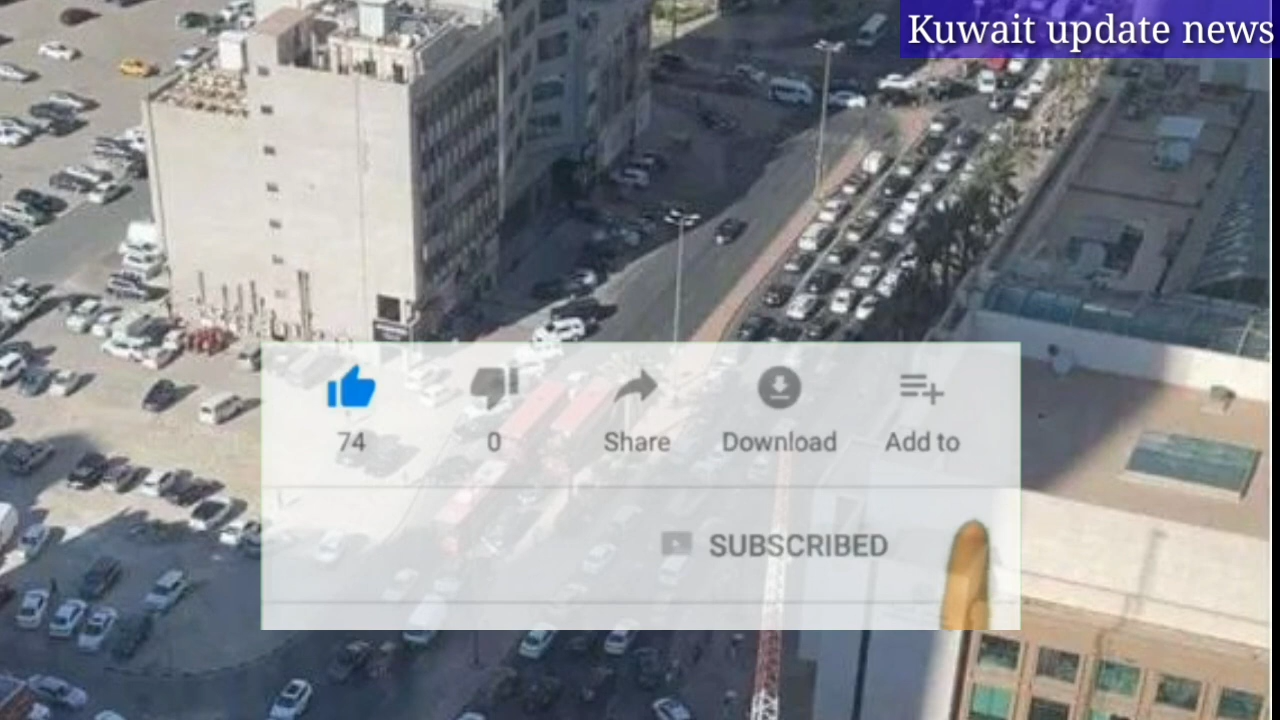 Kuwait update news
74
0
Share
Download
Add to
SUBSCRIBED